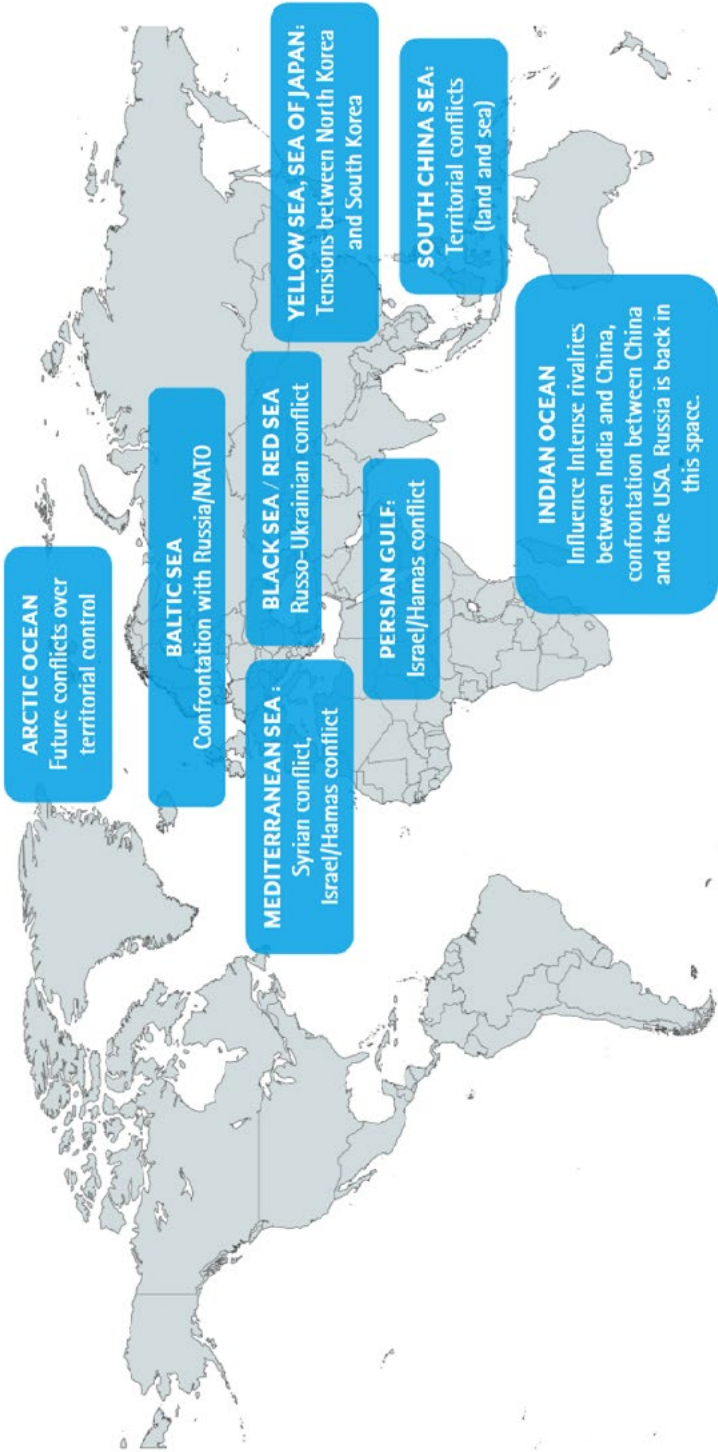 ARCTIC OCEAN
Future conflicts over
territorial control
BALTIC SEA
Confrontation with Russia/NATO
MEDITERRANEAN SEA :
Syrian conflict,
Israel/Hamas conflict
BLACK SEA / RED SEA
Russo-Ukrainian conflict
YELLOW SEA, SEA OF JAPAN:
Tensions between North Korea
and South Korea
PERSIAN GULF:
Israel/Hamas conflict
SOUTH CHINA SEA:
Territorial conflicts
(land and sea)
INDIAN OCEAN
Influence Intense rivalries
between India and China,
confrontation between China
and the USA. Russia is back in
this space.